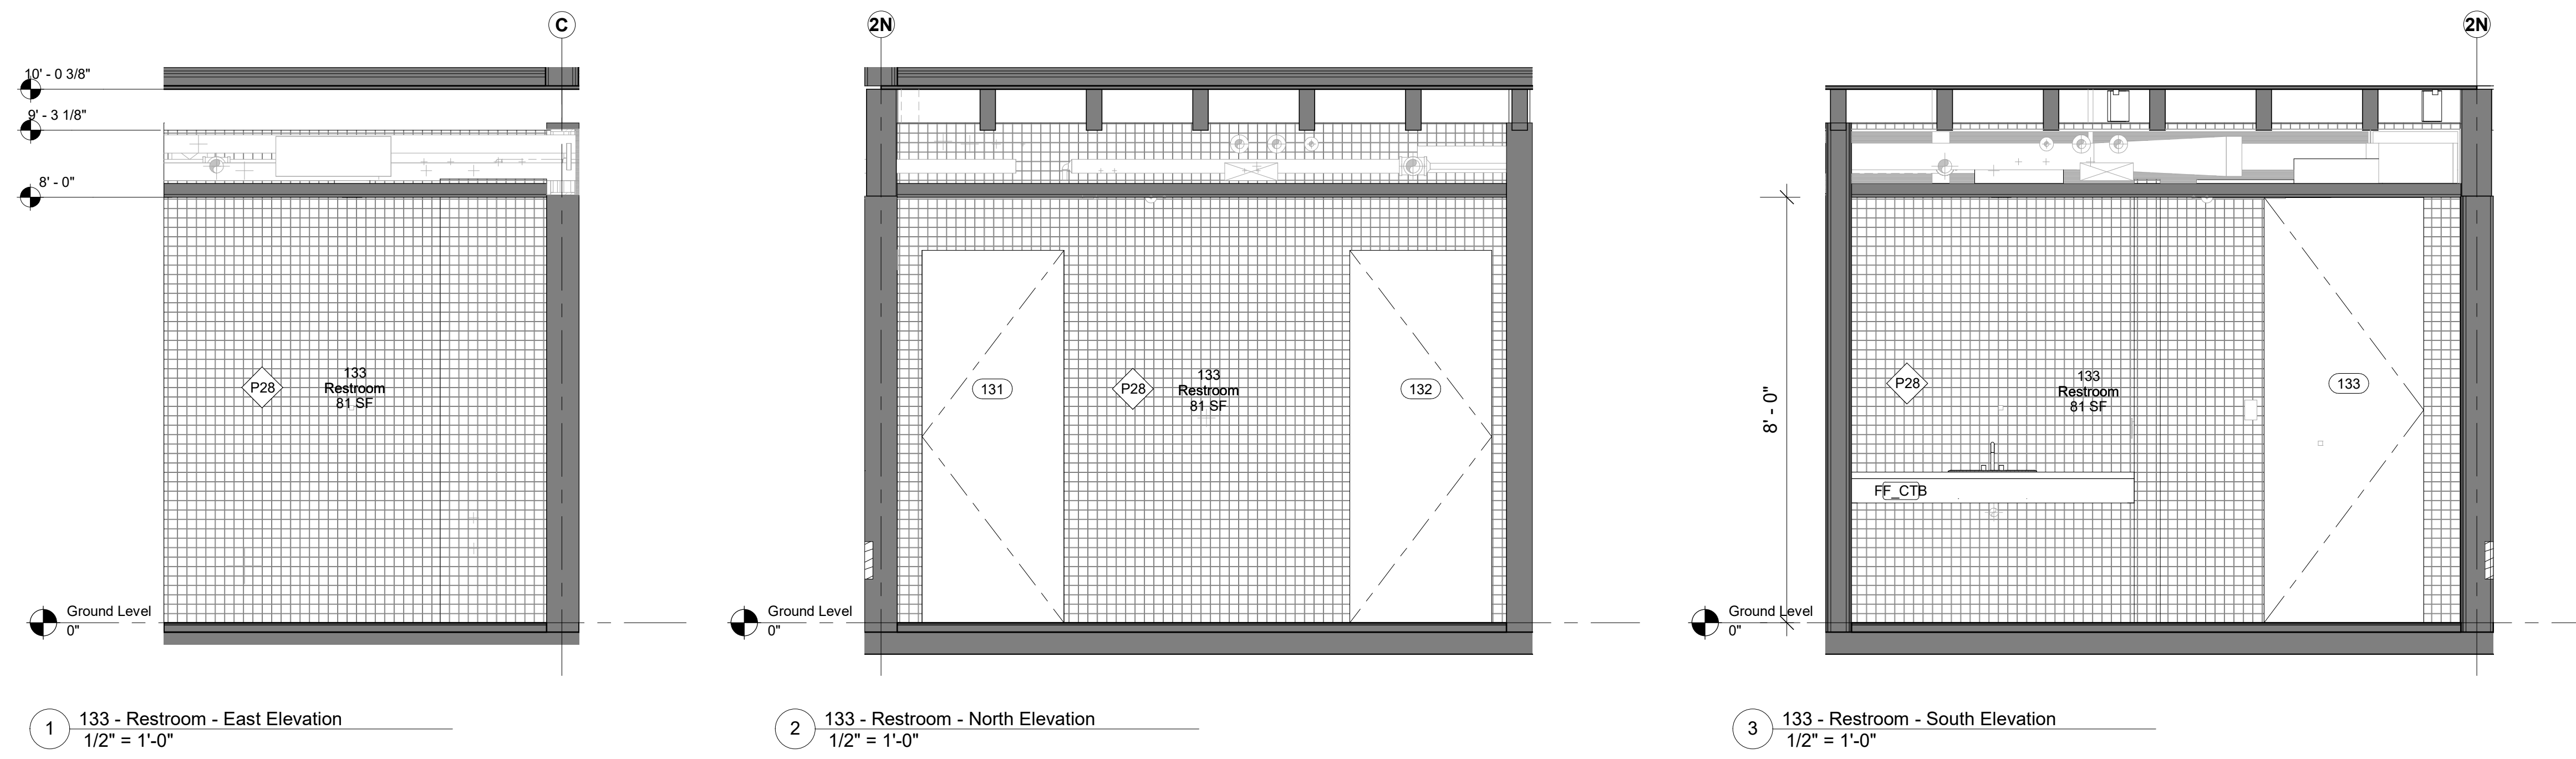 C
10' - 0 3/8"
9' - 3 1/8"
8' - 0"
P28
133
Restroom
81 SF
Ground Level
0"
1
133 - Restroom - East Elevation
1/2" = 1'-0"
2N
131
P28
133
Restroom
81 SF
132
Ground Level
0"
2
133 - Restroom - North Elevation
1/2" = 1'-0"
2N
8' - 0"
P28
133
Restroom
81 SF
133
FF_CTB
Ground Level
0"
3
133 - Restroom - South Elevation
1/2" = 1'-0"